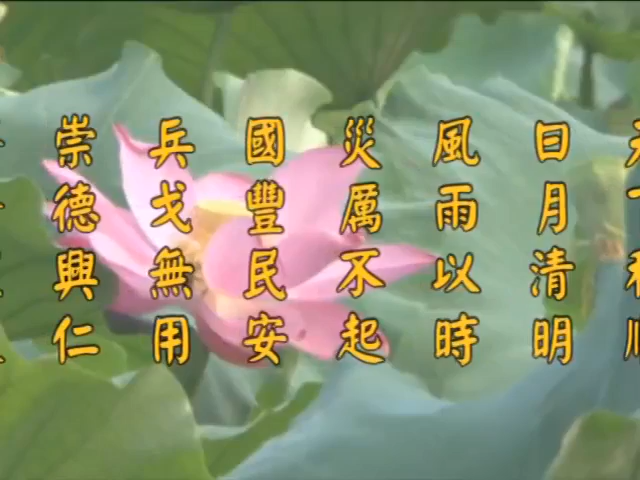 日月清明
風雨以時
災厲不起
國豐民安
兵戈無用
崇德興仁